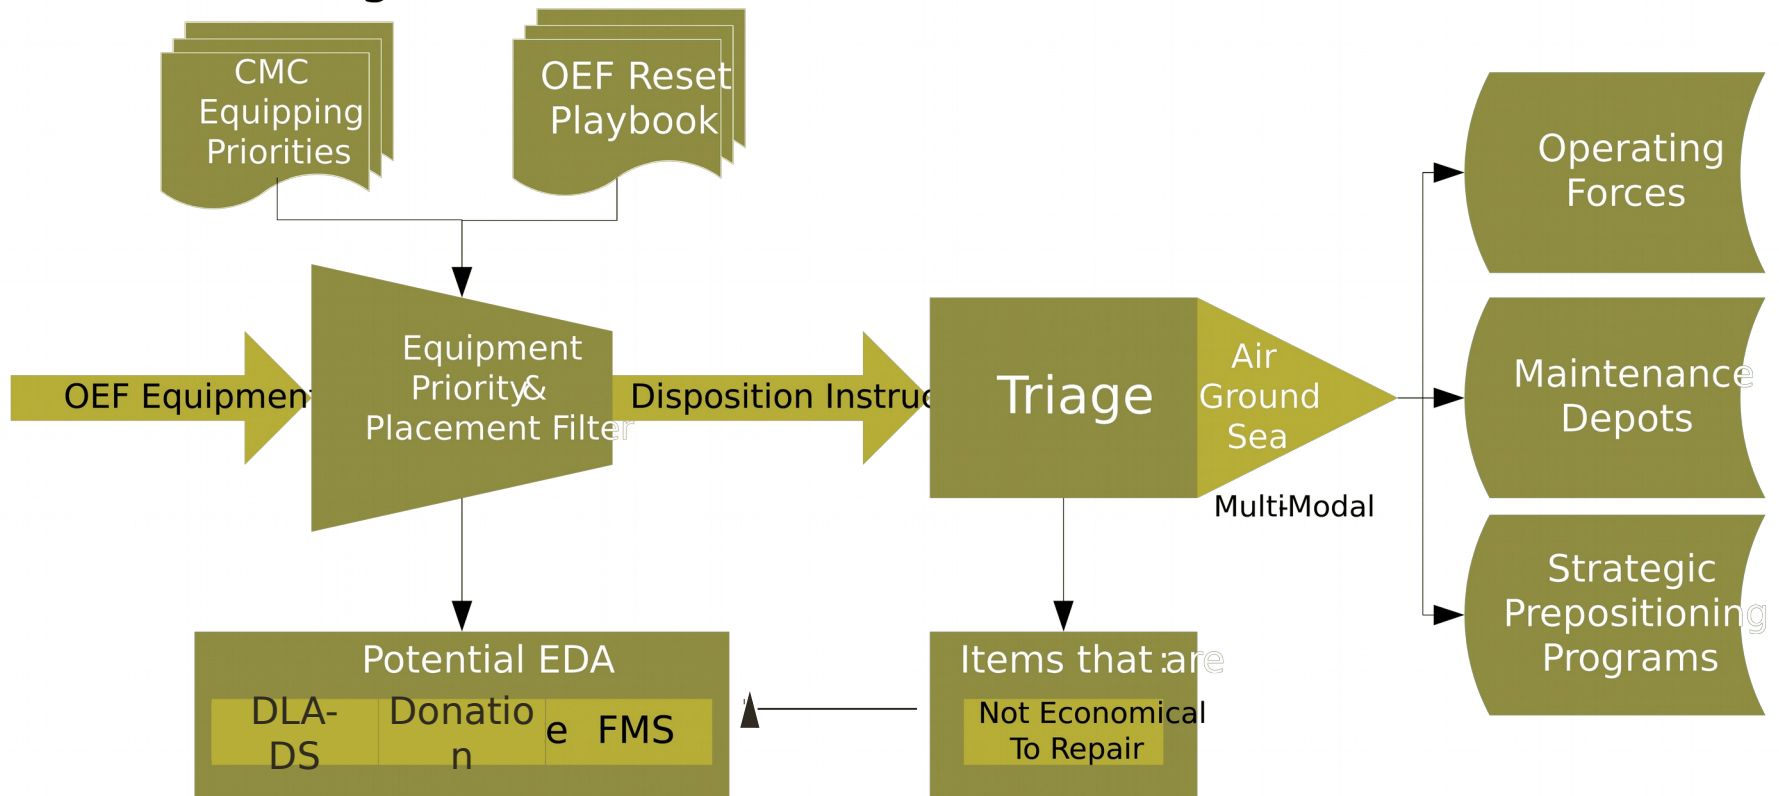 CMC
Equipping
Priorities
OEF Reset
Playbook
OEF Equipment
Equipment
Priority&
Placement Filter
Disposition Instruc
Triage
Air
Ground
Sea
Multi-Modal
Operating
Forces
Maintenance
Depots
Strategic
Prepositioning
Programs
Potential EDA
DLA-
DS
Donatio
n
e FMS
Items that are:
Not Economical
To Repair